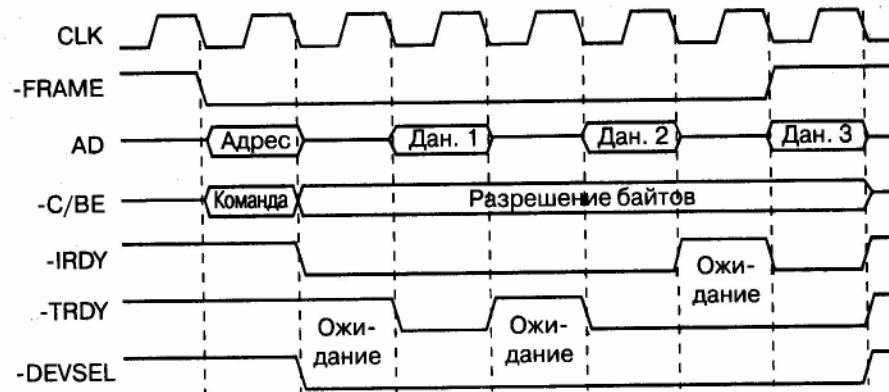 CLK
-FRAME
AD
Адрес
Дан. 1
Дан. 2
Дан. 3
-C/BE
Команда
Разрешение байтов
-IRDY
Ожи-
дание
-TRDY
Ожи-
дание
Ожи-
дание
-DEVSEL